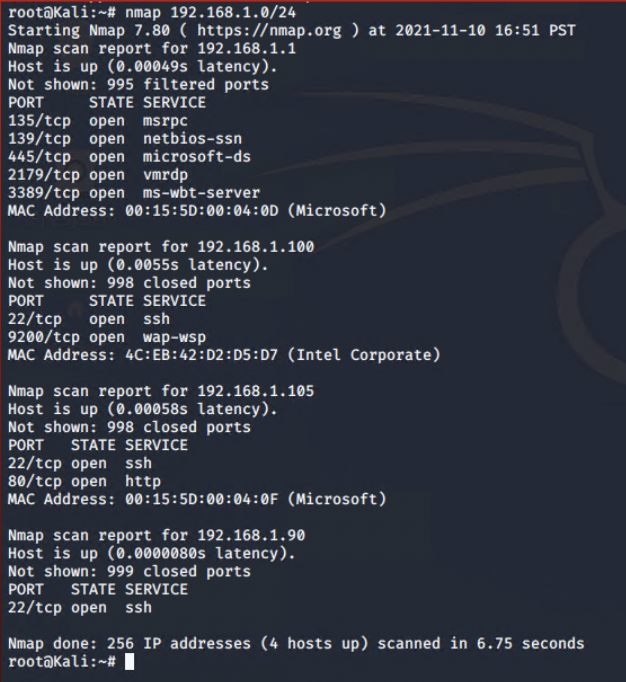 root@Kali:~# nmap 192.168.1.0/24
Starting Nmap 7.80 ( https://nmap.org ) at 2021-11-10 16:51 PST
Nmap scan report for 192.168.1.1
Host is up (0.00049s latency).
Not shown: 995 filtered ports
PORT     STATE SERVICE
135/tcp  open  msrpc
139/tcp  open  netbios-ssn
445/tcp  open  microsoft-ds
2179/tcp open  vmrdp
3389/tcp open  ms-wbt-server
MAC Address: 00:15:5D:00:04:0D (Microsoft)

Nmap scan report for 192.168.1.100
Host is up (0.0055s latency).
Not shown: 998 closed ports
PORT     STATE SERVICE
22/tcp   open  ssh
9200/tcp open  wap-wsp
MAC Address: 4C:EB:42:D2:D5:D7 (Intel Corporate)

Nmap scan report for 192.168.1.105
Host is up (0.00058s latency).
Not shown: 998 closed ports
PORT   STATE SERVICE
22/tcp open  ssh
80/tcp open  http
MAC Address: 00:15:5D:00:04:0F (Microsoft)

Nmap scan report for 192.168.1.90
Host is up (0.0000080s latency).
Not shown: 999 closed ports
PORT   STATE SERVICE
22/tcp open  ssh

Nmap done: 256 IP addresses (4 hosts up) scanned in 6.75 seconds
root@Kali:~#